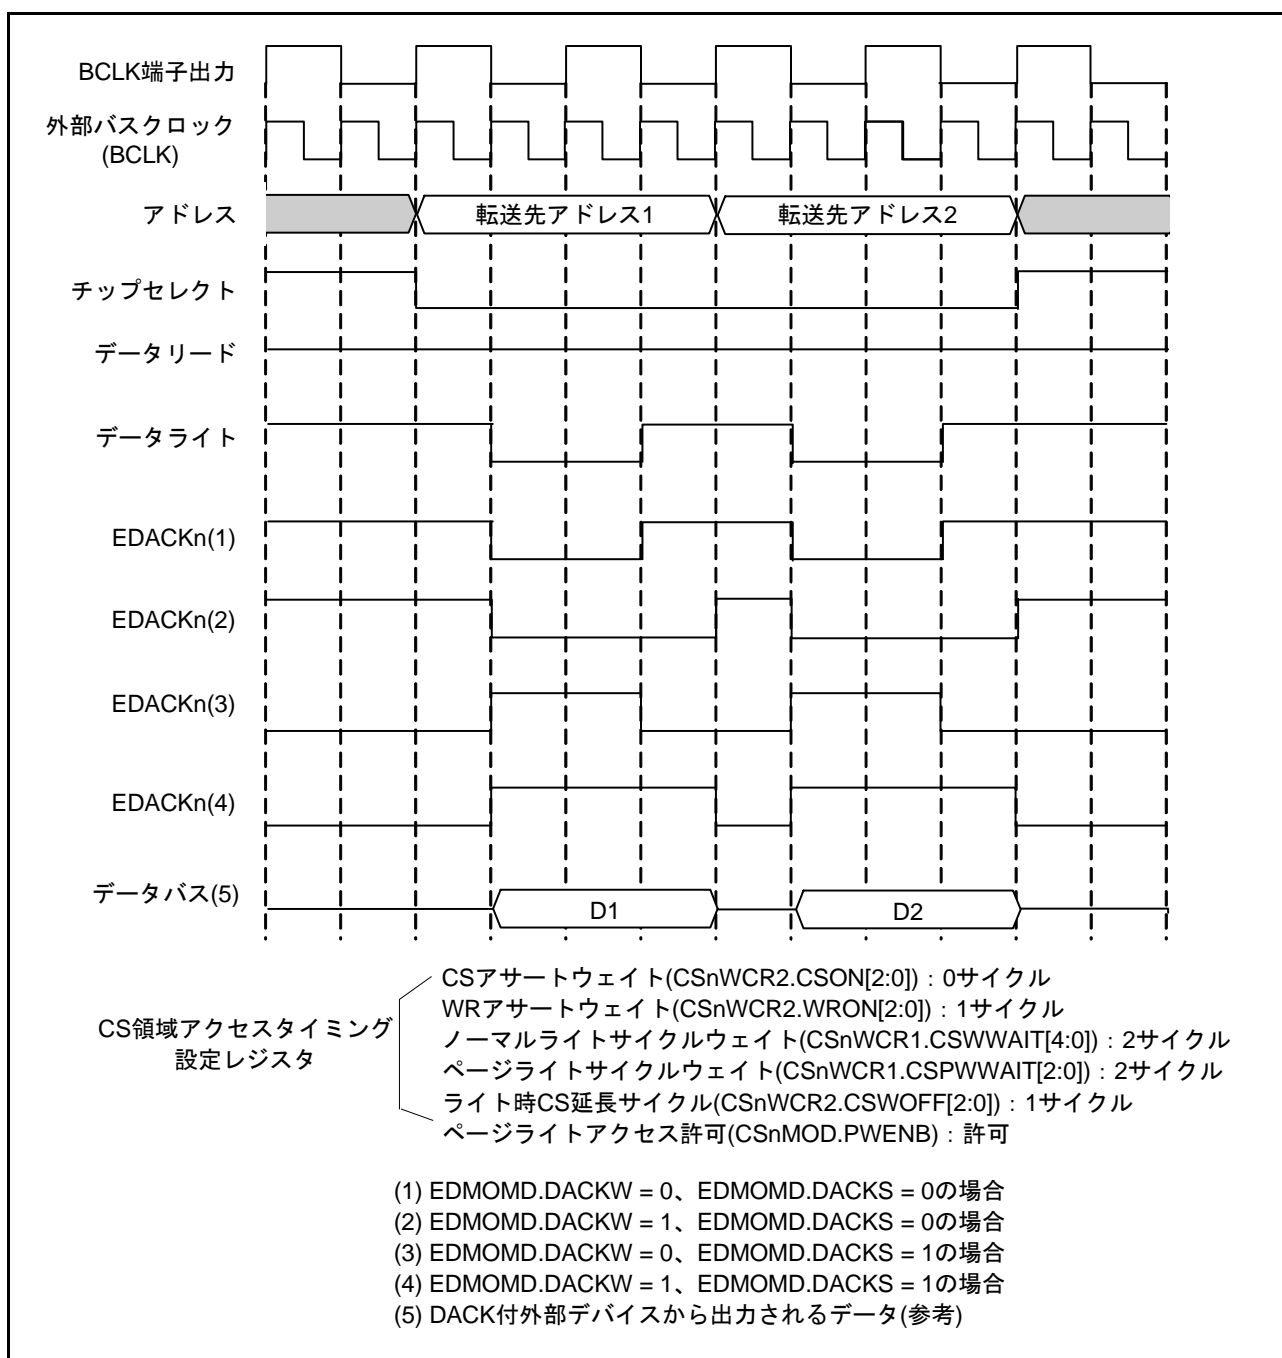 BCLK端子出力
外部バスクロック
(BCLK)
アドレス
転送先アドレス1
転送先アドレス2
チップセレクト
データリード
データライト
EDACKn(1)
EDACKn(2)
EDACKn(3)
EDACKn(4)
データバス(5)
D1
D2
CS領域アクセスタイミング
設定レジスタ
CSアサートウェイト(CSnWCR2.CSON[2:0]):0サイクル
WRアサートウェイト(CSnWCR2.WRON[2:0]):1サイクル
ノーマルライトサイクルウェイト(CSnWCR1.CSWWAIT[4:0]):2サイクル
ページライトサイクルウェイト(CSnWCR1.CSPWWAIT[2:0]):2サイクル
ライト時CS延長サイクル(CSnWCR2.CSWOFF[2:0]):1サイクル
ページライトアクセス許可(CSnMOD.PWENB):許可
(1) EDMOMD.DACKW = 0、EDMOMD.DACKS = 0の場合
(2) EDMOMD.DACKW = 1、EDMOMD.DACKS = 0の場合
(3) EDMOMD.DACKW = 0、EDMOMD.DACKS = 1の場合
(4) EDMOMD.DACKW = 1、EDMOMD.DACKS = 1の場合
(5) DACK付外部デバイスから出力されるデータ(参考)